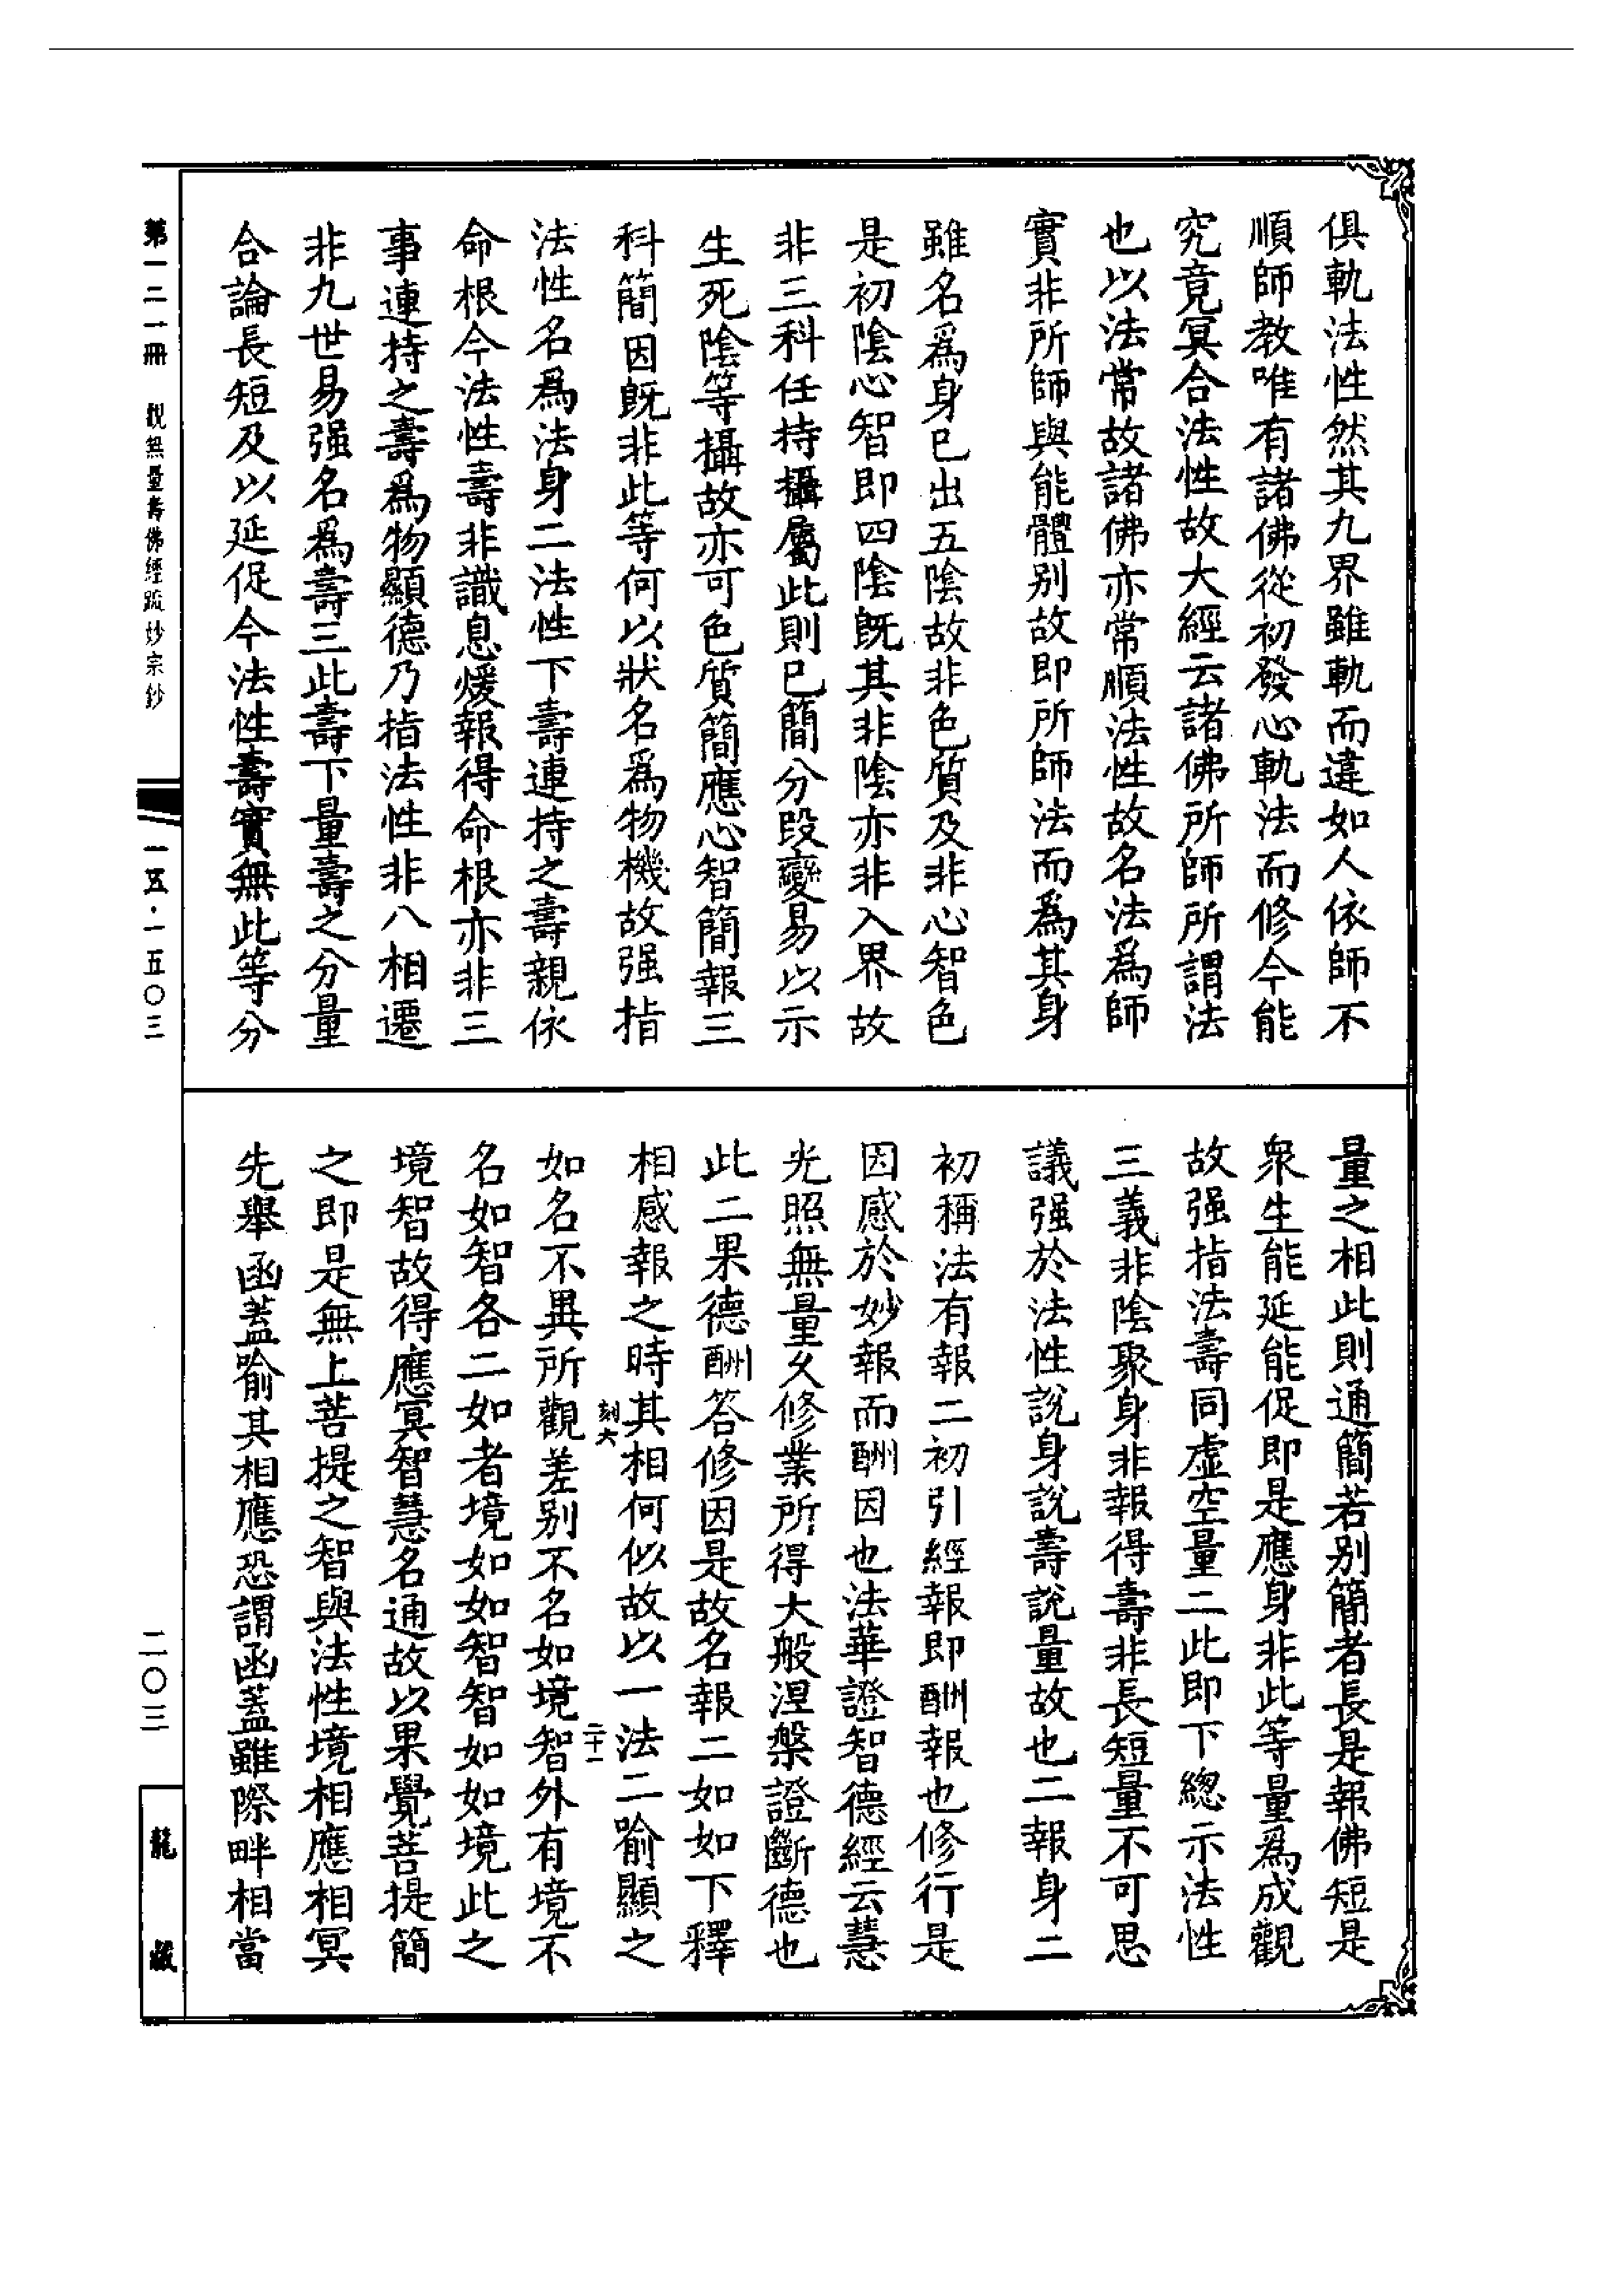 俱軌法性然其九界雖軌而違如人依師不
順師教唯有諸佛從初發心軌法而修今能
究竟冥合法性故大經云諸佛所師所謂法
也以法常故諸佛亦常順法性故名法爲師
實非所師與能體别故即所師法而爲其身
雖名爲身已出五陰故非色質及非心智色
是初陰心智即四陰既其非陰亦非入界故
非三科任持攝屬此則已簡分段變易以示
生死陰等攝故亦可色質簡應心智簡報三
科簡因既非此等何以狀名爲物機故强指
法性名爲法身二法性下壽連持之壽親依
命根今法性壽非識息煖報得命根亦非三
事連持之壽爲物顯德乃指法性非八相遷
非九世易强名爲壽三此壽下量壽之分量
合論長短及以延促今法性壽實無此等分
量之相此則通簡若别簡者長是報佛短是
衆生能延能促即是應身非此等量爲成觀
故强指法壽同虛空量二此即下總示法性
三義非陰聚身非報得壽非長短量不可思
議强於法性說身說壽說量故也二報身二
初稱法有報二初引經報即酬報也修行是
因感於妙報而酬因也法華證智德經云慧
光照無量久修業所得大般涅槃證斷德也
此二果德酬答修因是故名報二如如下釋
相感報之時其相何似故以一法二喻顯之
刻六
二十一
如名不異所觀差别不名如境智外有境不
名如智各二如者境如如智智如如境此之
境智故得應冥智慧名通故以果覺菩提簡
之即是無上菩提之智與法性境相應相冥
先舉函蓋喻其相應恐謂函蓋雖際畔相當
第一二一冊 觀無量壽佛經䟽妙宗鈔
一五·一五〇三
二〇三
龍藏